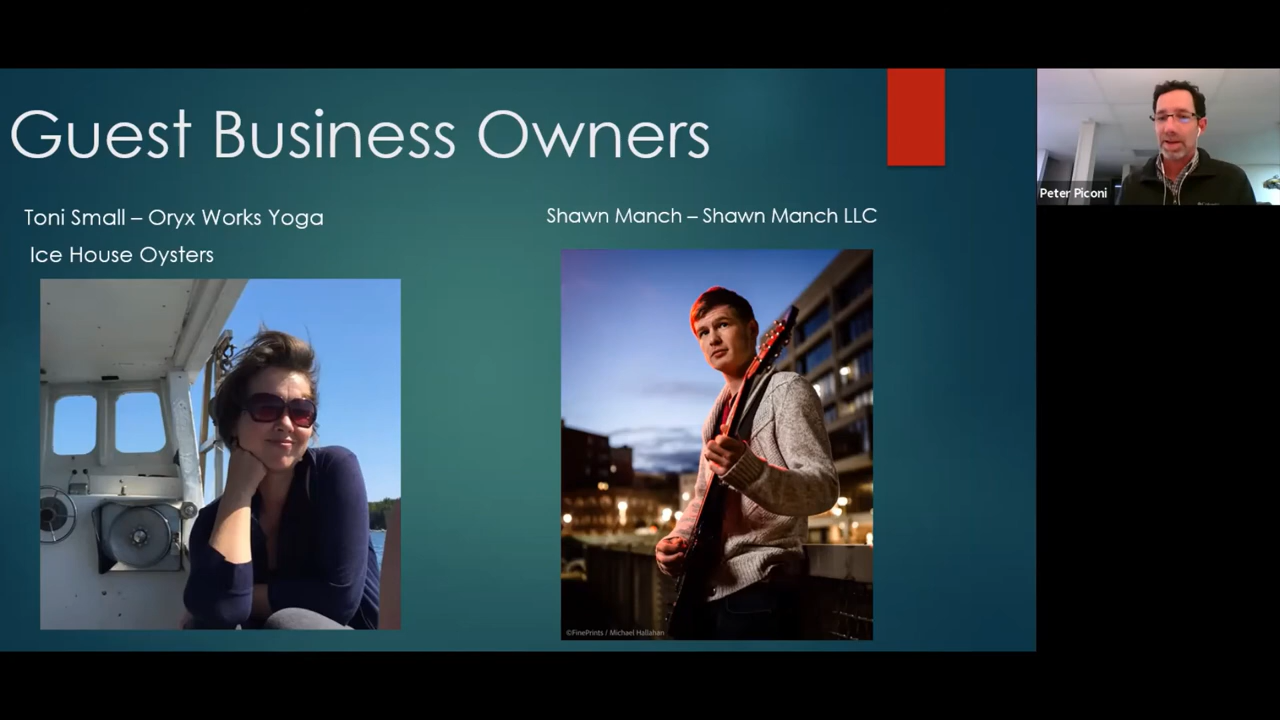 Guest Business Owners
Toni Small – Oryx Works Yoga
Ice House Oysters
Shawn Manch – Shawn Manch LLC
©FinePrints / Michael Hallahan
Peter Piconi